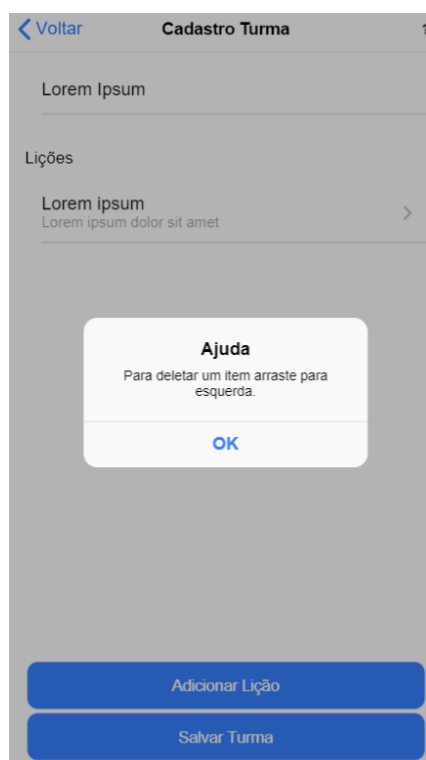 Voltar
Cadastro Turma
Lorem Ipsum
Lições
Lorem ipsum
Lorem ipsum dolor sit amet
Ajuda
Para deletar um item arraste para
esquerda.
OK
Adicionar Lição
Salvar Turma